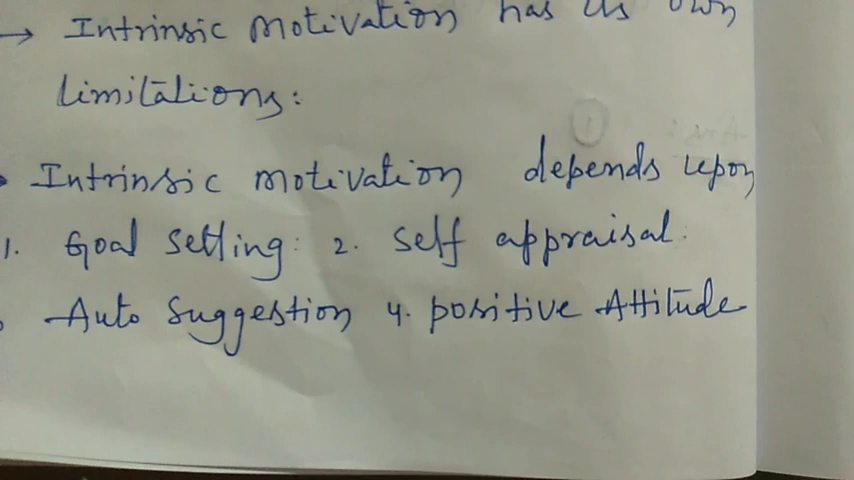 → Intrinsic motivation has its own
limitations:
• Intrinsic motivation depends upon
1. Goal setting: 2. self appraisal.
Auto suggestion 4. positive Attitude